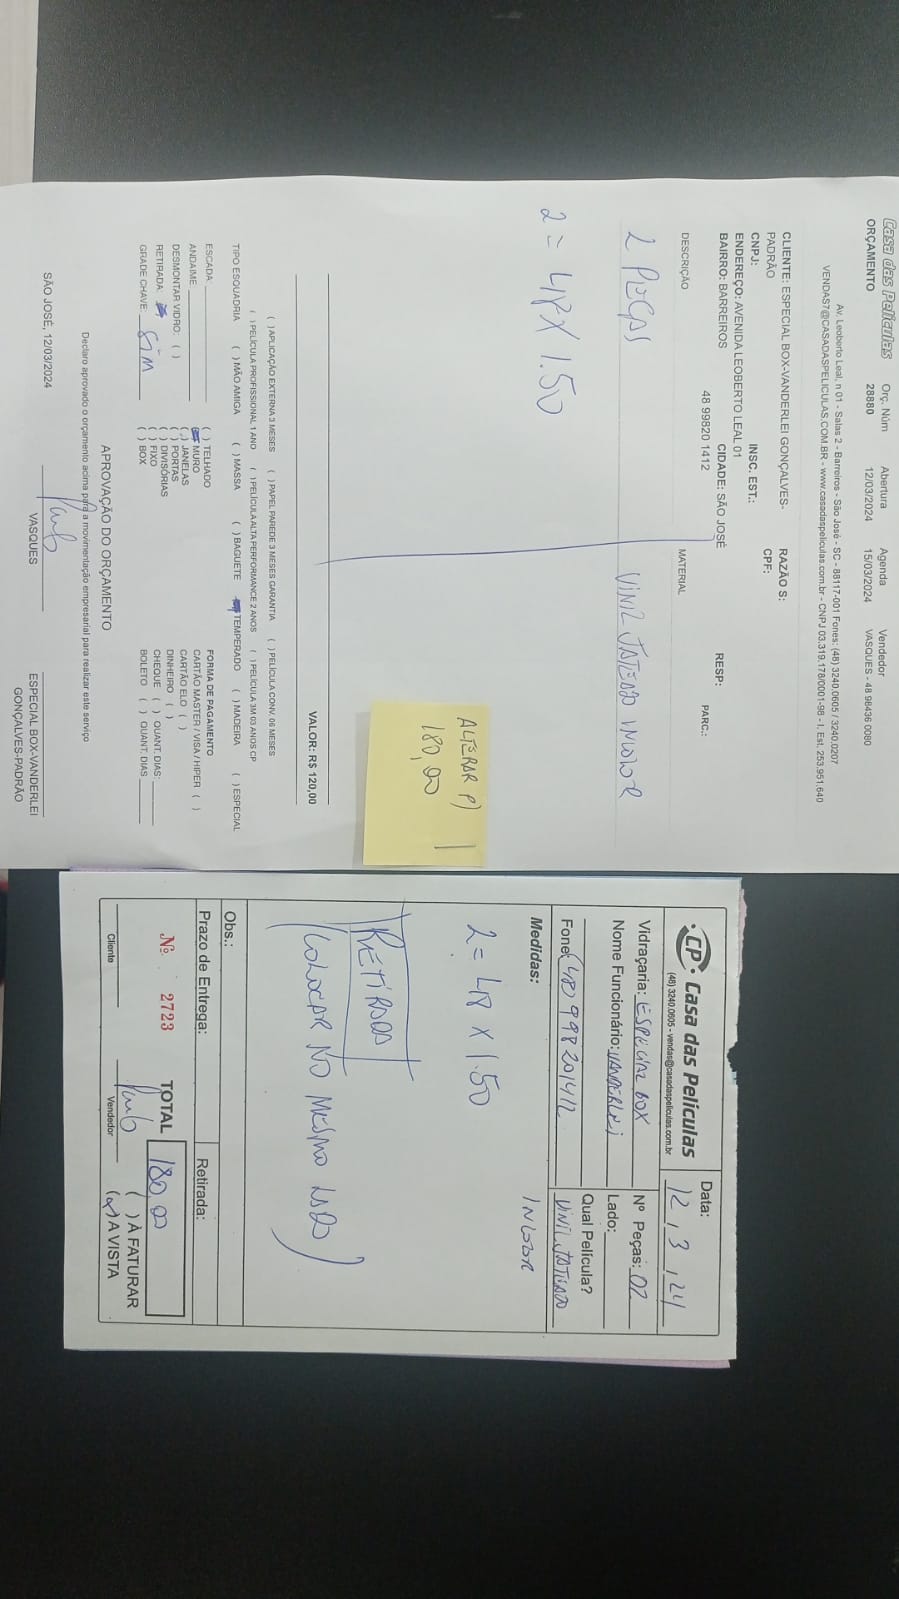 Casa das Películas
ORÇAMENTO
Orç. Núm
28880
Abertura
12/03/2024
Agenda
15/03/2024
Vendedor
VASQUES - 48 98436 0080
Av. Leoberto Leal, n 01 - Salas 2 - Barreiros - São José - SC - 88117-001 Fones: (48) 3240.0605 / 3240.0207
VENDAS7@CASADASPELICULAS.COM.BR - www.casadaspeliculas.com.br - CNPJ 03.319.178/0001-98 - I. Est. 253.951.640
CLIENTE: ESPECIAL BOX-VANDERLEI GONÇALVES-
PADRÃO
RAZÃO S:
CNPJ:
INSC. EST.:
CPF:
ENDEREÇO: AVENIDA LEOBERTO LEAL 01
BAIRRO: BARREIROS
CIDADE: SÃO JOSÉ
RESP:
48 99820 1412
PARC.:
DESCRIÇÃO
MATERIAL
2 PEÇAS
VINIL JATEADO INCOLOR
2 = 48 X 1.50
ALTERAR P/
180,00
VALOR: R$ 120,00
( ) APLICAÇÃO EXTERNA 3 MESES ( ) PAPEL PAREDE 3 MESES GARANTIA ( ) PELÍCULA CONV. 06 MESES
( ) PELÍCULA PROFISSIONAL 1 ANO ( ) PELÍCULA ALTA PERFORMANCE 2 ANOS ( ) PELÍCULA 3M 03 ANOS CP
TIPO ESQUADRIA ( ) MÃO AMIGA ( ) MASSA ( ) BAGUETE TEMPERADO ( ) MADEIRA ( ) ESPECIAL
ESCADA:
ANDAIME:
DESMONTAR VIDRO: ( )
RETIRADA:
GRADE CHAVE: SIM
( ) TELHADO
MURO
( ) JANELAS
( ) PORTAS
( ) DIVISÓRIAS
( ) FIXO
( ) BOX
FORMA DE PAGAMENTO
CARTÃO MASTER / VISA / HIPER ( )
CARTÃO ELO ( )
DINHEIRO ( )
CHEQUE ( ) QUANT. DIAS:
BOLETO ( ) QUANT. DIAS
APROVAÇÃO DO ORÇAMENTO
Declaro aprovado o orçamento acima para a movimentação empresarial para realizar este serviço
SÃO JOSÉ, 12/03/2024
VASQUES
ESPECIAL BOX-VANDERLEI
GONÇALVES-PADRÃO
CP Casa das Películas
(48) 3240.0605 - vendas@casadaspeliculas.com.br
Data:
12, 3, 24
Vidraçaria: ESPECIAL BOX
Nº Peças: 02
Nome Funcionário: VANDERLEI
Lado:
Fone: (48) 998201412
Qual Película?
VINIL JATEADO
INCOLOR
Medidas:
2 = 48 X 1.50
RETIRADA
(COLOCAR NO MESMO LADO)
Obs.:
Prazo de Entrega:
Retirada:
Nº 2723
TOTAL 180,00
( ) À FATURAR
(x) A VISTA
Cliente
Vendedor